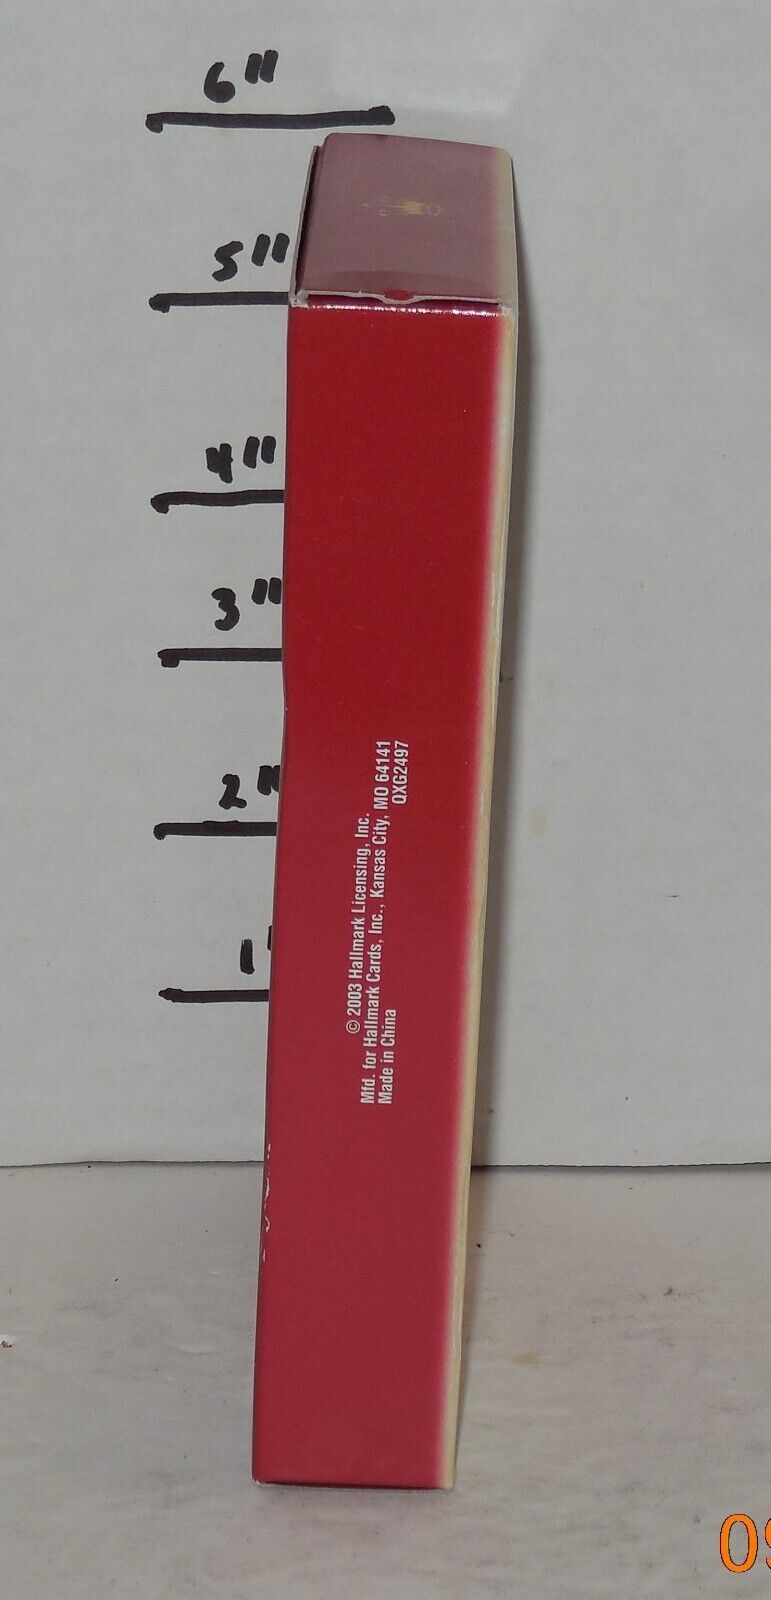 6"
5"
4"
3"
2"
1"
© 2003 Hallmark Licensing, Inc.
Mfd. for Hallmark Cards, Inc., Kansas City, MO 64141
Made in China
QXG2497
09